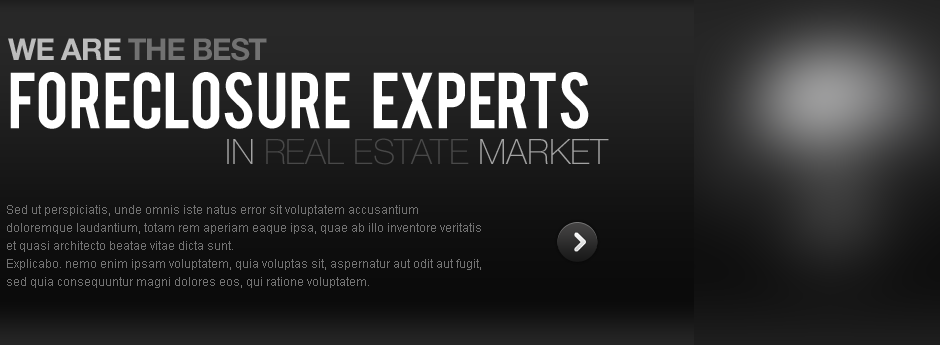 WE ARE THE BEST
FORECLOSURE EXPERTS
IN REAL ESTATE MARKET
Sed ut perspiciatis, unde omnis iste natus error sit voluptatem accusantium
doloremque laudantium, totam rem aperiam eaque ipsa, quae ab illo inventore veritatis
et quasi architecto beatae vitae dicta sunt.
Explicabo. nemo enim ipsam voluptatem, quia voluptas sit, aspernatur aut odit aut fugit,
sed quia consequuntur magni dolores eos, qui ratione voluptatem.